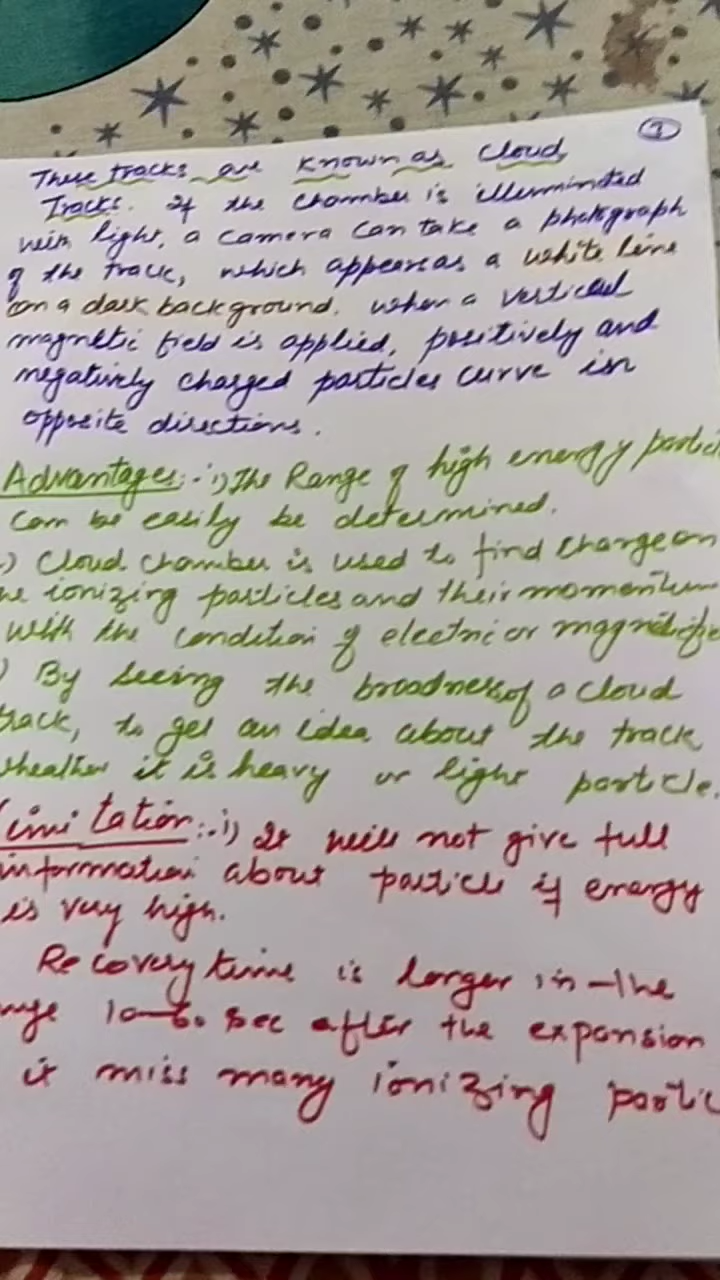 3
These tracks are known as Cloud
Tracks. If the chamber is illuminated
with light, a camera can take a photograph
of the track, which appear as a white line
on a dark background. When a vertical
magnetic field is applied, positively and
negatively charged particles curve in
opposite directions.
Advantages:- i) The Range of high energy partic
can be easily be determined.
.) Cloud chamber is used to find charge on
he ionizing particles and their momentum
with the condition of electric or magnetic fie
) By seeing the broadness of a cloud
track, to get an idea about the track
wheather it is heavy or light particle.
Limitation:- i) It will not give full
information about particle if energy
is very high.
Recovery time is larger in the
nge 10-60 sec after the expansion
it miss many ionizing partic